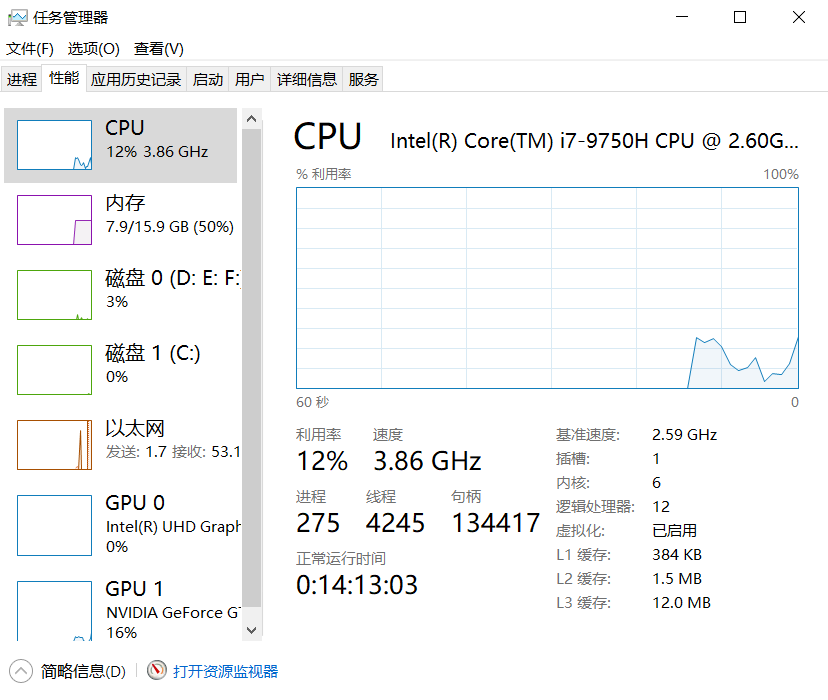 任务管理器
文件(F) 选项(O) 查看(V)
进程 性能 应用历史记录 启动 用户 详细信息 服务
CPU
12% 3.86 GHz
内存
7.9/15.9 GB (50%)
磁盘 0 (D: E: F:
3%
磁盘 1 (C:)
0%
以太网
发送: 1.7 接收: 53.1
GPU 0
Intel(R) UHD Graph
0%
GPU 1
NVIDIA GeForce GT
16%
CPU Intel(R) Core(TM) i7-9750H CPU @ 2.60G...
% 利用率 100%
60 秒 0
利用率 速度
12% 3.86 GHz
进程 线程 句柄
275 4245 134417
正常运行时间
0:14:13:03
基准速度: 2.59 GHz
插槽: 1
内核: 6
逻辑处理器: 12
虚拟化: 已启用
L1 缓存: 384 KB
L2 缓存: 1.5 MB
L3 缓存: 12.0 MB
简略信息(D) 打开资源监视器